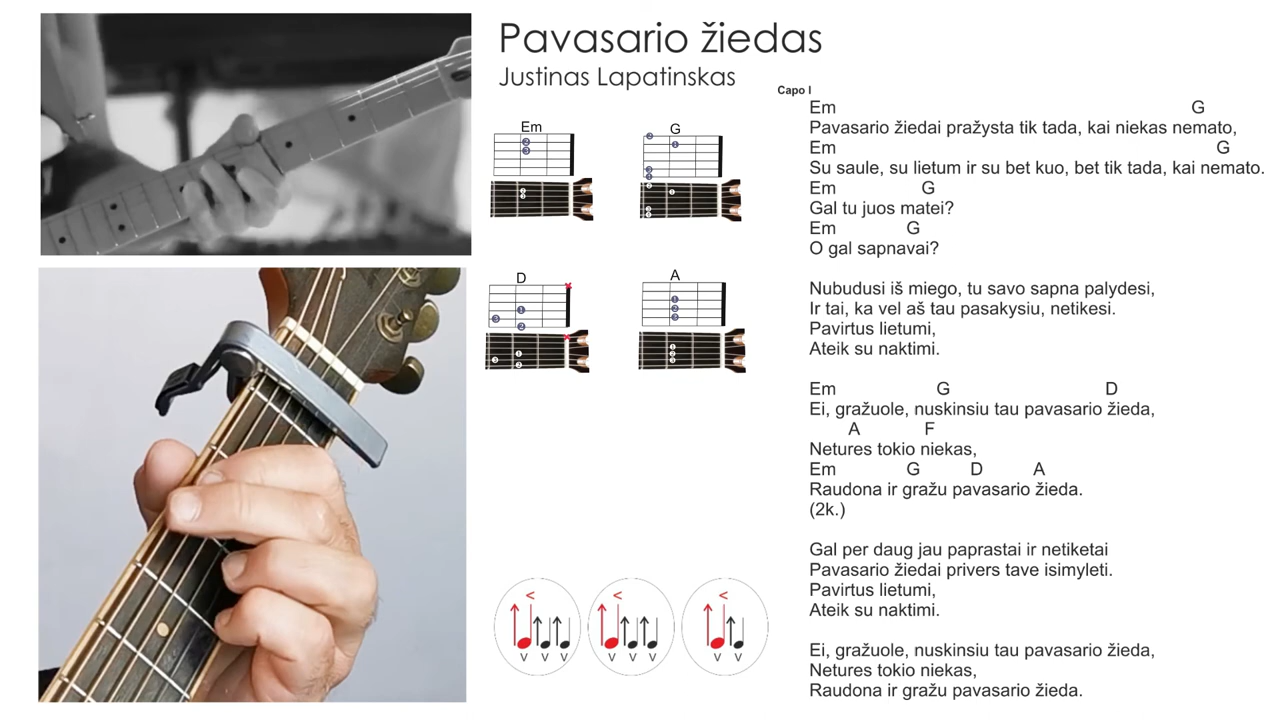 Pavasario žiedas
Justinas Lapatinskas
Em
G
D
A
Capo I
Em G
Pavasario žiedai pražysta tik tada, kai niekas nemato,
Em G
Su saule, su lietum ir su bet kuo, bet tik tada, kai nemato.
Em G
Gal tu juos matei?
Em G
O gal sapnavai?
Nubudusi iš miego, tu savo sapna palydesi,
Ir tai, ka vel aš tau pasakysiu, netikesi.
Pavirtus lietumi,
Ateik su naktimi.
Em G D
Ei, gražuole, nuskinsiu tau pavasario žieda,
A F
Netures tokio niekas,
Em G D A
Raudona ir gražu pavasario žieda.
(2k.)
Gal per daug jau paprastai ir netiketai
Pavasario žiedai privers tave isimyleti.
Pavirtus lietumi,
Ateik su naktimi.
Ei, gražuole, nuskinsiu tau pavasario žieda,
Netures tokio niekas,
Raudona ir gražu pavasario žieda.